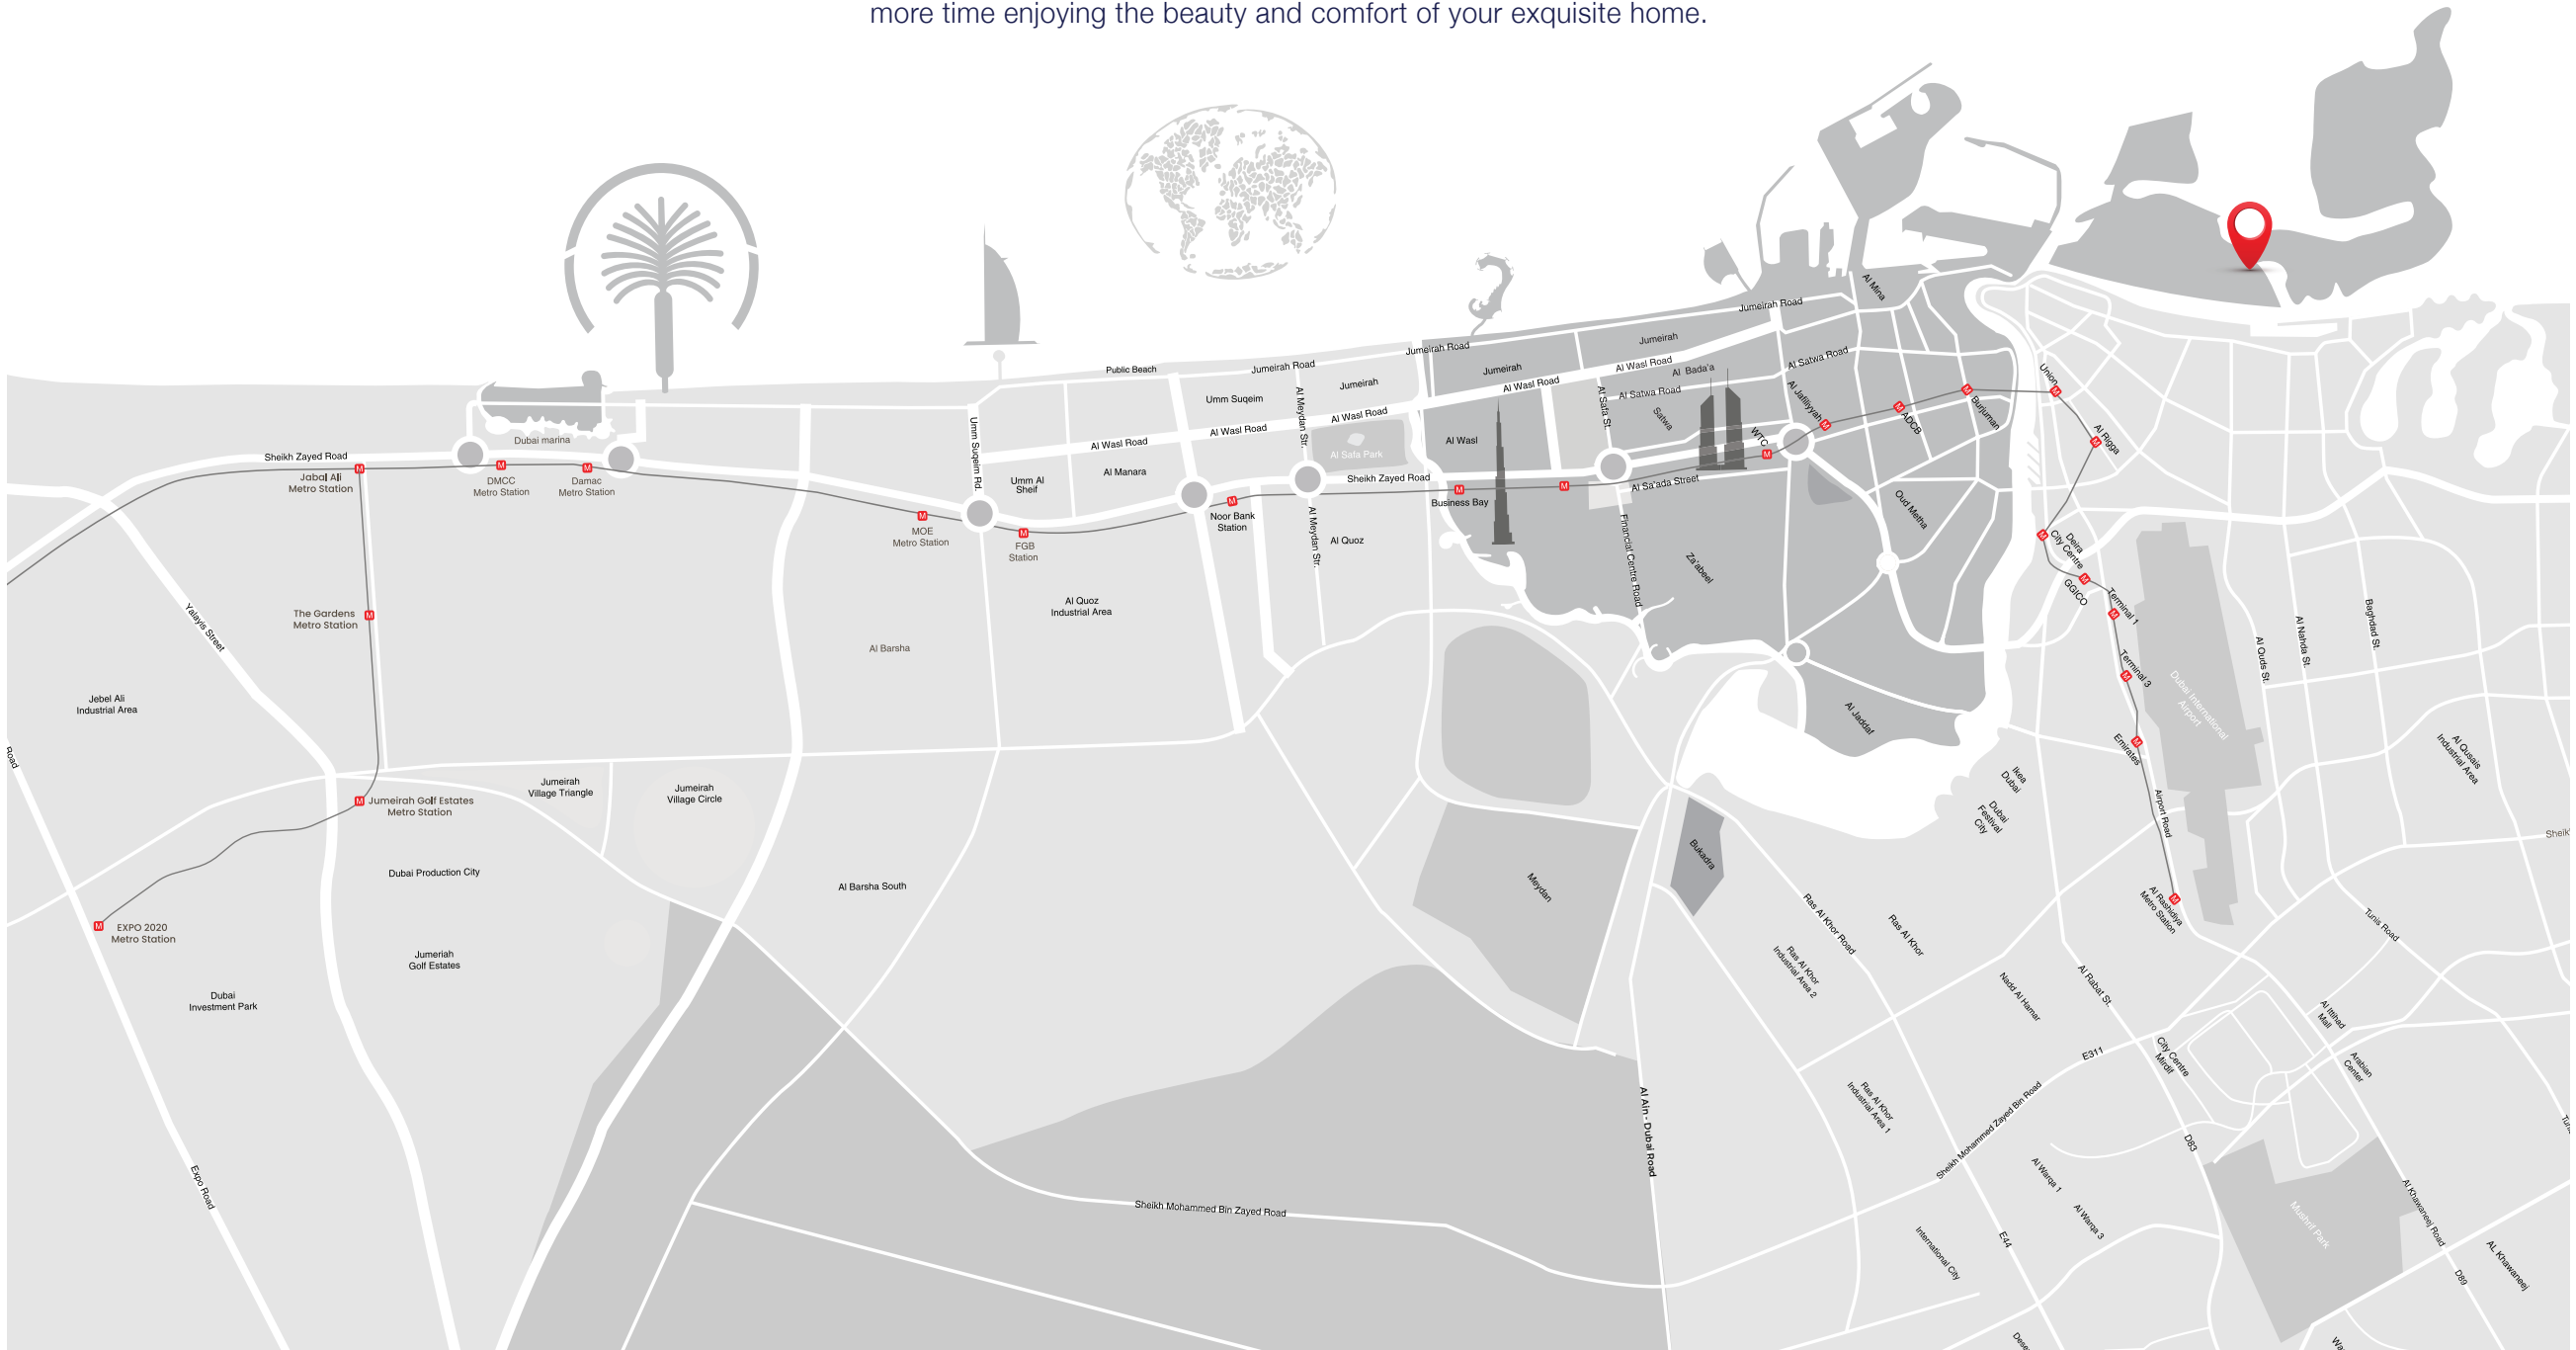 more time enjoying the beauty and comfort of your exquisite home.
Al Mina
Jumeirah Road
Jumeirah
Jumeirah Road
Al Wasl Road
Al Bada'a
Al Satwa Road
Union
Public Beach
Jumeirah Road
Jumeirah
Jumeirah
Al Wasl Road
Al Safa St.
Al Satwa Road
Satwa
Al Jafiliyyah
ADCB
Burjuman
Al Rigga
Umm Suqeim
Al Meydan Str.
Al Wasl Road
Al Wasl Road
Al Wasl Road
Al Wasl
WTC
Dubai marina
Umm Suqeim Rd.
Al Manara
Al Safa Park
Sheikh Zayed Road
Jabal Ali
Metro Station
DMCC
Metro Station
Damac
Metro Station
Umm Al
Sheif
Sheikh Zayed Road
Business Bay
Al Sa'ada Street
Oud Metha
MOE
Metro Station
FGB
Station
Noor Bank
Station
Al Meydan Str.
Al Quoz
Financial Centre Road
Za'abeel
Deira
City Centre
GGICO
Terminal 1
Terminal 3
Emirates
Airport Road
Dubai International
Airport
Al Quds St.
Al Nahda St.
Baghdad St.
The Gardens
Metro Station
Yalayis Street
Al Quoz
Industrial Area
Al Barsha
Jebel Ali
Industrial Area
Road
Al Jaddaf
Ikea
Dubai
Dubai
Festival
City
Al Qusais
Industrial Area
Jumeirah
Village Triangle
Jumeirah
Village Circle
Jumeirah Golf Estates
Metro Station
Dubai Production City
Al Barsha South
Meydan
Bukadra
Ras Al Khor Road
Ras Al Khor
Al Rashidiya
Metro Station
Tunis Road
EXPO 2020
Metro Station
Jumeriah
Golf Estates
Dubai
Investment Park
Ras Al Khor
Industrial Area 2
Nadd Al Hamar
Al Rabat St.
Al Ittihad
Mall
E311
City Centre
Mirdif
Arabian
Center
Al Ain - Dubai Road
Ras Al Khor
Industrial Area 1
Sheikh Mohammed Zayed Bin Road
D83
Al Warqa 1
Al Warqa 3
Expo Road
Sheikh Mohammed Bin Zayed Road
International City
E44
Mushrif Park
Al Khawaneej Road
D89
AL Khawaneej